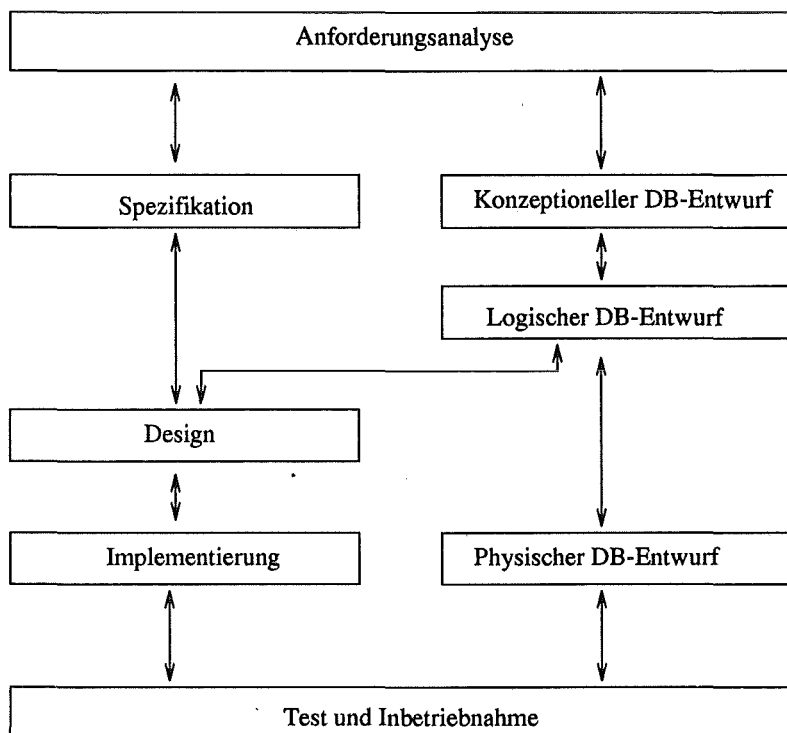 Anforderungsanalyse
Spezifikation
Konzeptioneller DB-Entwurf
Logischer DB-Entwurf
Design
Implementierung
Physischer DB-Entwurf
Test und Inbetriebnahme